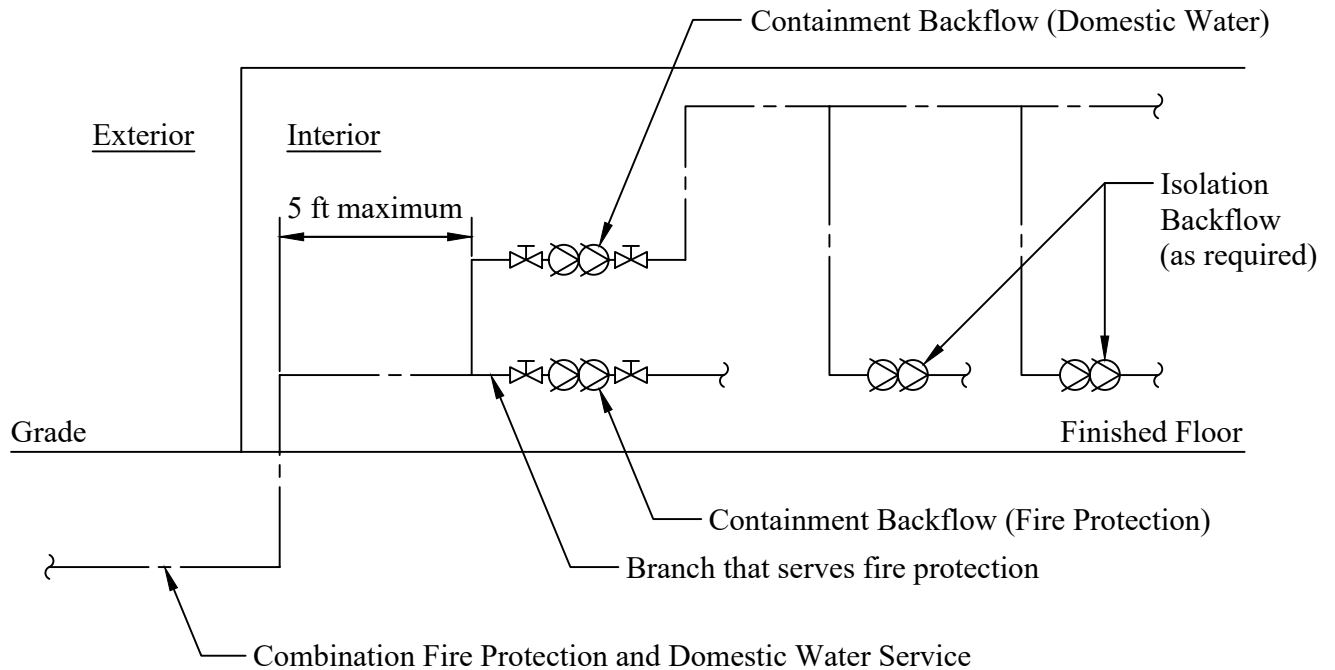 Containment Backflow (Domestic Water)
Exterior
Interior
Isolation
Backflow
(as required)
5 ft maximum
Grade
Finished Floor
Containment Backflow (Fire Protection)
Branch that serves fire protection
Combination Fire Protection and Domestic Water Service